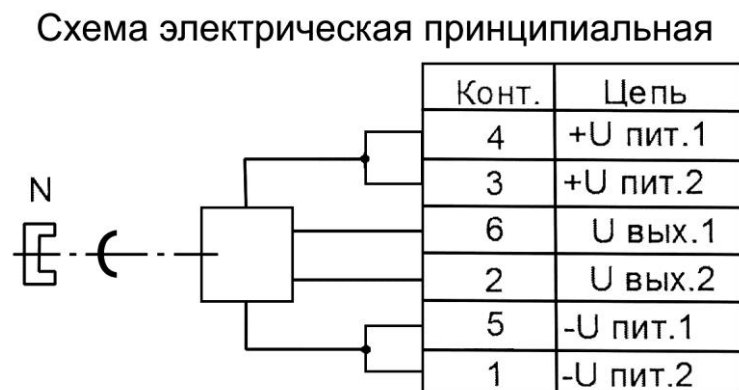 Схема электрическая принципиальная
Конт. Цепь
4 +U пит.1
3 +U пит.2
N
6 U вых.1
2 U вых.2
5 -U пит.1
1 -U пит.2